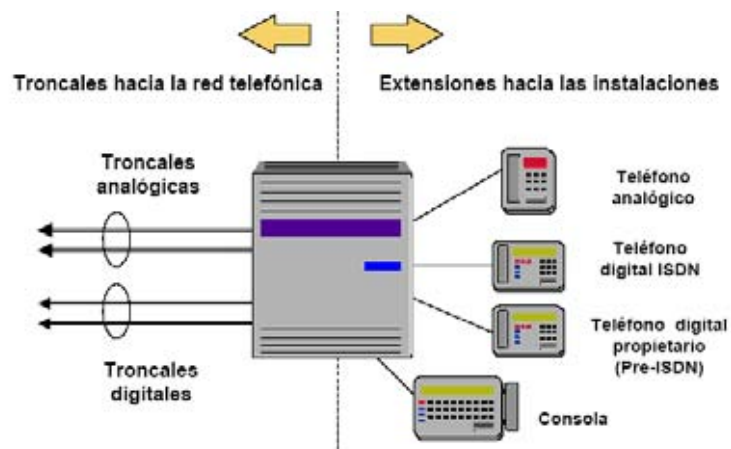 Troncales hacia la red telefónica
Extensiones hacia las instalaciones
Troncales
analógicas
Troncales
digitales
Teléfono
analógico
Teléfono
digital ISDN
Teléfono digital
propietario
(Pre-ISDN)
Consola